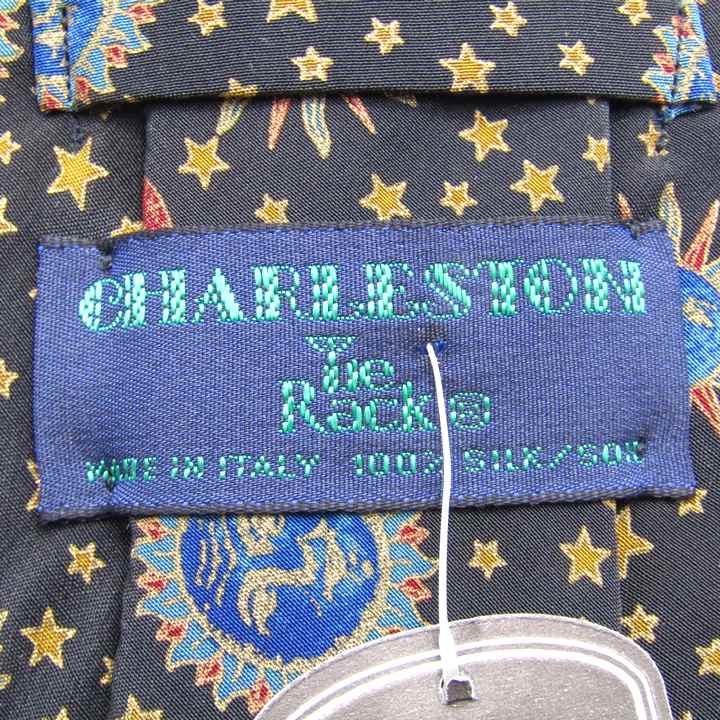 CHARLESTON
Tie
Rack®
MADE IN ITALY 100% SILK/SOIE